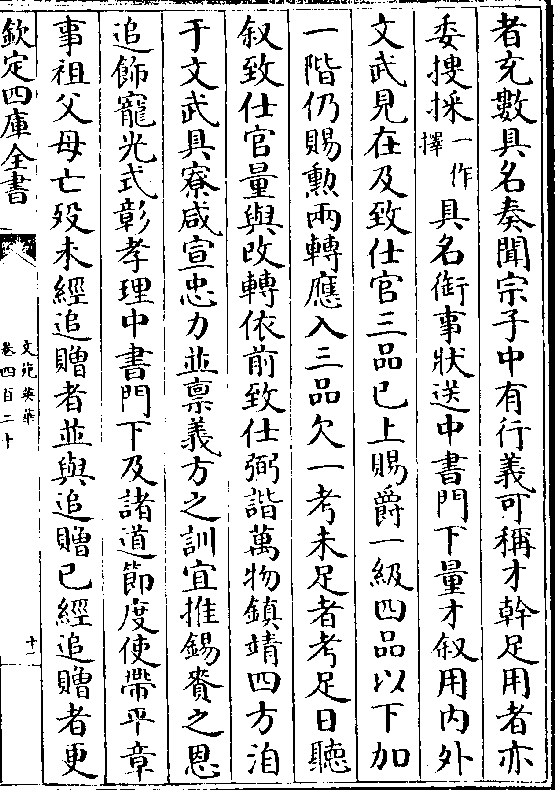 者充數具名奏聞宗子中有行義可稱才幹足用者亦
委搜採一作擇具名銜事狀送中書門下量才叙用内外
文武見在及致仕官三品已上賜爵一級四品以下加
一階仍賜勲兩轉應入三品欠一考未足者考足日聽
叙致仕官量與改轉依前致仕弼諧萬物鎮靖四方洎
于文武具寮咸宣忠力並禀義方之訓宜推錫賚之恩
追飾寵光式彰孝理中書門下及諸道節度使帶平章
事祖父母亡殁未經追贈者並與追贈已經追贈者更
欽定四庫全書
文苑英華
卷四百二十
十一